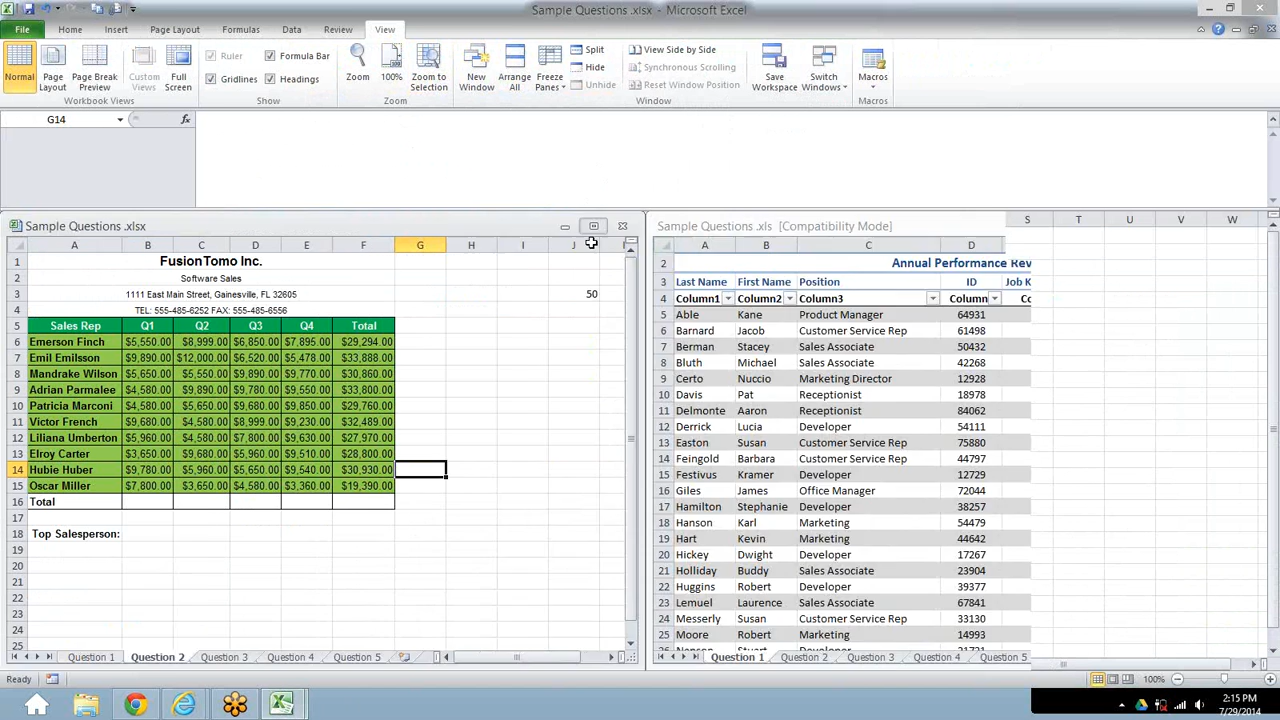 Sample Questions .xlsx - Microsoft Excel
File Home Insert Page Layout Formulas Data Review View
Normal Page Layout Page Break Preview Custom Views Full Screen
Workbook Views
Ruler Formula Bar
Gridlines Headings
Show
Zoom 100% Zoom to Selection
Zoom
New Window Arrange All Freeze Panes
Split
Hide
Unhide
View Side by Side
Synchronous Scrolling
Reset Window Position
Window
Save Workspace Switch Windows
Macros
Macros
G14 fx
Sample Questions .xlsx
A B C D E F G H I J
1 FusionTomo Inc.
2 Software Sales
3 1111 East Main Street, Gainesville, FL 32605 50
4 TEL: 555-485-6252 FAX: 555-485-6556
5 Sales Rep Q1 Q2 Q3 Q4 Total
6 Emerson Finch $5,550.00 $8,999.00 $6,850.00 $7,895.00 $29,294.00
7 Emil Emilsson $9,890.00 $12,000.00 $6,520.00 $5,478.00 $33,888.00
8 Mandrake Wilson $5,650.00 $5,550.00 $9,890.00 $9,770.00 $30,860.00
9 Adrian Parmalee $4,580.00 $9,890.00 $9,780.00 $9,550.00 $33,800.00
10 Patricia Marconi $4,580.00 $5,650.00 $9,680.00 $9,850.00 $29,760.00
11 Victor French $9,680.00 $4,580.00 $8,999.00 $9,230.00 $32,489.00
12 Liliana Umberton $5,960.00 $4,580.00 $7,800.00 $9,630.00 $27,970.00
13 Elroy Carter $3,650.00 $9,680.00 $5,960.00 $9,510.00 $28,800.00
14 Hubie Huber $9,780.00 $5,960.00 $5,650.00 $9,540.00 $30,930.00
15 Oscar Miller $7,800.00 $3,650.00 $4,580.00 $3,360.00 $19,390.00
16 Total
17
18 Top Salesperson:
19
20
21
22
23
24
25
Question 1 Question 2 Question 3 Question 4 Question 5
Sample Questions .xls [Compatibility Mode]
A B C D S T U V W
2 Annual Performance Rev
3 Last Name First Name Position ID Job K
4 Column1 Column2 Column3 Column Co
5 Able Kane Product Manager 64931
6 Barnard Jacob Customer Service Rep 61498
7 Berman Stacey Sales Associate 50432
8 Bluth Michael Sales Associate 42268
9 Certo Nuccio Marketing Director 12928
10 Davis Pat Receptionist 18978
11 Delmonte Aaron Receptionist 84062
12 Derrick Lucia Developer 54111
13 Easton Susan Customer Service Rep 75880
14 Feingold Barbara Customer Service Rep 44797
15 Festivus Kramer Developer 12729
16 Giles James Office Manager 72044
17 Hamilton Stephanie Developer 38257
18 Hanson Karl Marketing 54479
19 Hart Kevin Marketing 44642
20 Hickey Dwight Developer 17267
21 Holliday Buddy Sales Associate 23904
22 Huggins Robert Developer 39377
23 Lemuel Laurence Sales Associate 67841
24 Messerly Susan Customer Service Rep 33130
25 Moore Robert Marketing 14993
Question 1 Question 2 Question 3 Question 4 Question 5
Ready 100%
2:15 PM
7/29/2014